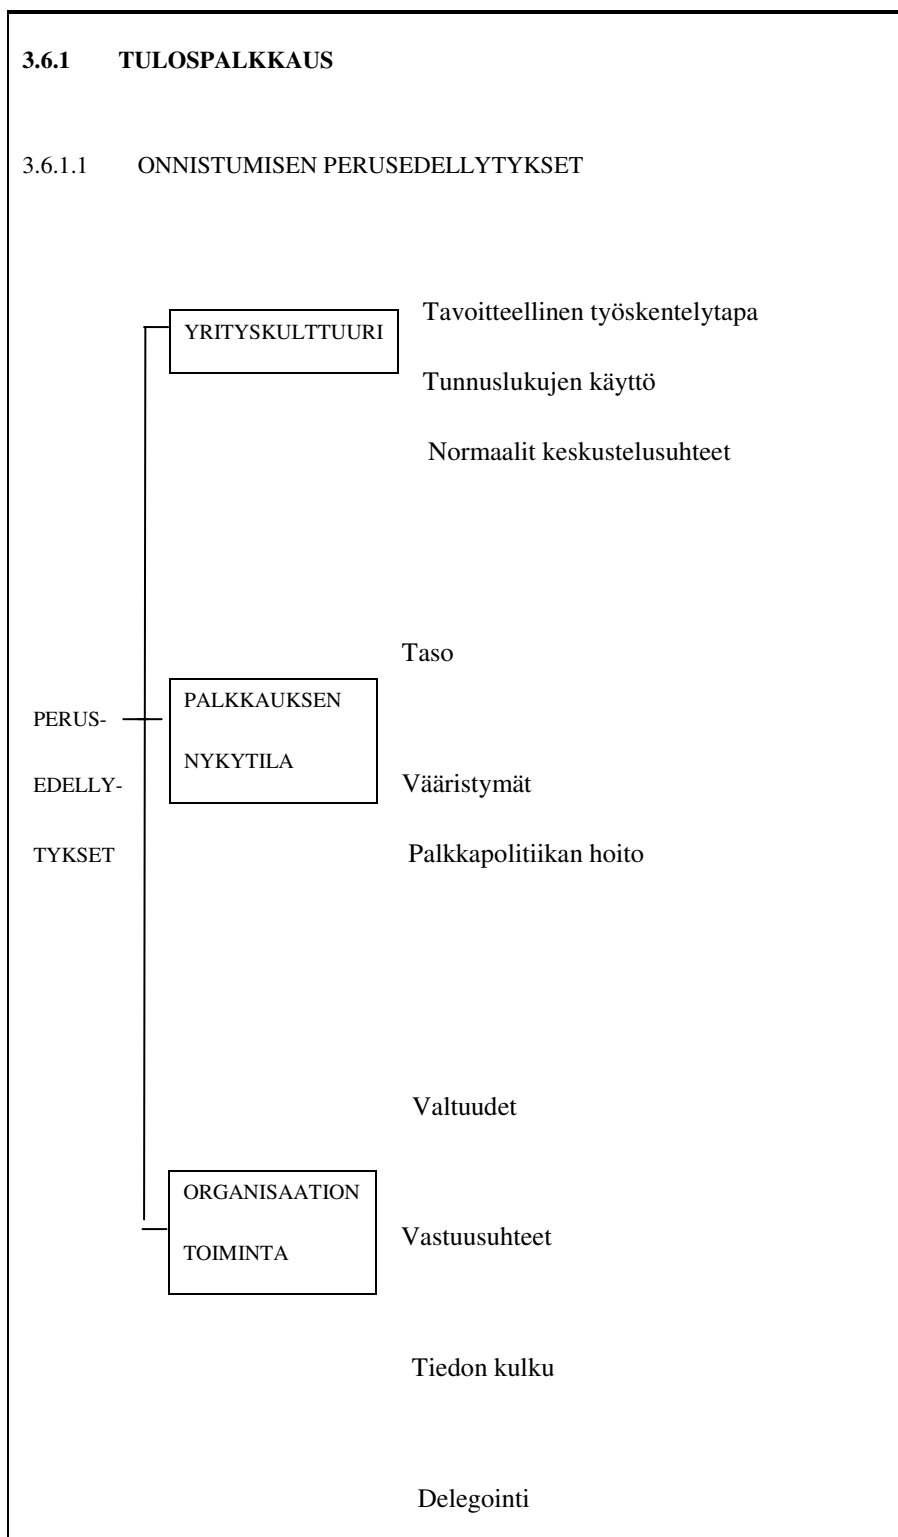 3.6.1 TULOSPALKKAUS
3.6.1.1 ONNISTUMISEN PERUSEDELLYTYKSET
YRITYSKULTTUURI
Tavoitteellinen työskentelytapa
Tunnuslukujen käyttö
Normaalit keskustelusuhteet
PERUS-
EDELLY-
TYKSET
PALKKAUKSEN
NYKYTILA
Taso
Vääristymät
Palkkapolitiikan hoito
ORGANISAATION
TOIMINTA
Valtuudet
Vastuusuhteet
Tiedon kulku
Delegointi